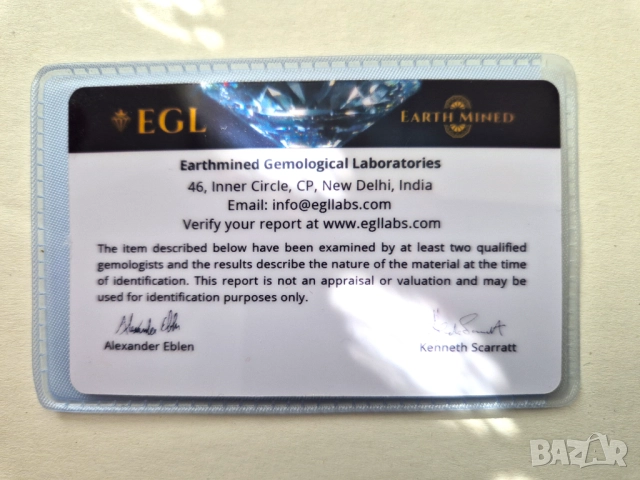 EGL
EARTH MINED
Earthmined Gemological Laboratories
46, Inner Circle, CP, New Delhi, India
Email: info@egllabs.com
Verify your report at www.egllabs.com
The item described below have been examined by at least two qualified
gemologists and the results describe the nature of the material at the time
of identification. This report is not an appraisal or valuation and may be
used for identification purposes only.
Alexander Eblen
Alexander Eblen
Kenneth Scarratt
BAZAR